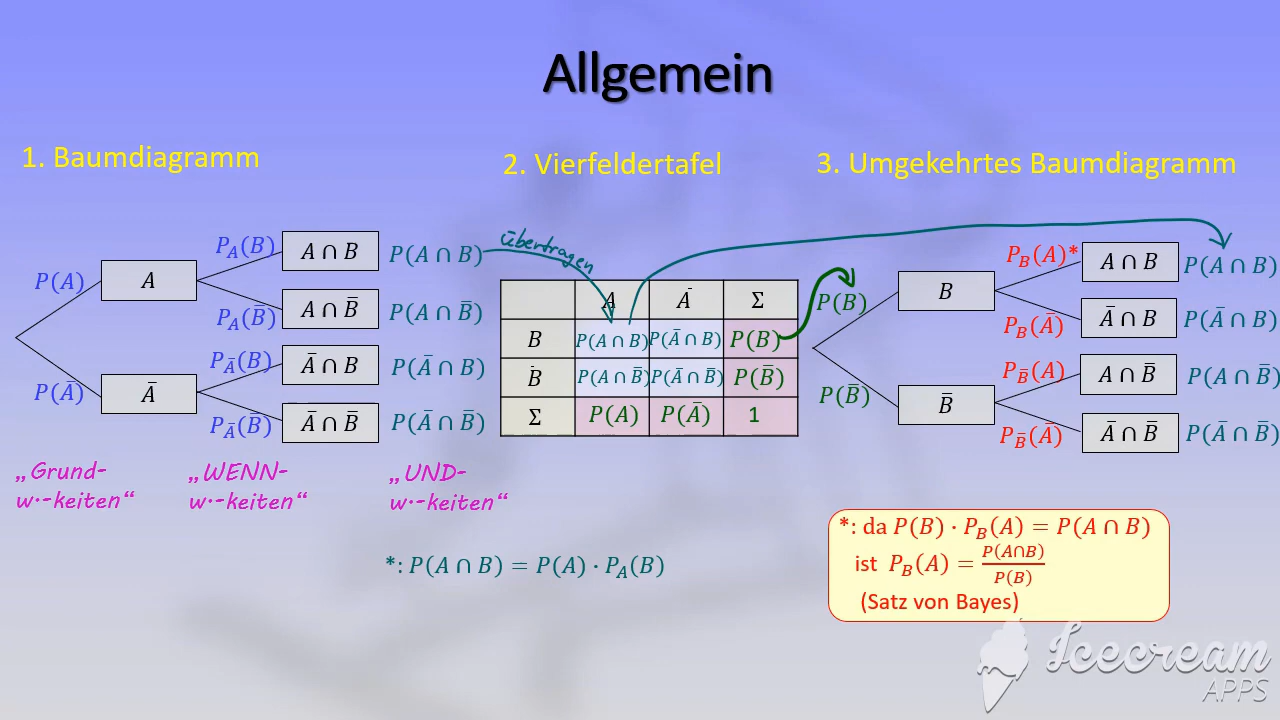 Allgemein
1. Baumdiagramm
2. Vierfeldertafel
3. Umgekehrtes Baumdiagramm
P(A)
P(Ā)
A
Ā
P_A(B)
P_A(B̄)
P_Ā(B)
P_Ā(B̄)
A ∩ B
A ∩ B̄
Ā ∩ B
Ā ∩ B̄
P(A ∩ B)
P(A ∩ B̄)
P(Ā ∩ B)
P(Ā ∩ B̄)
übertragen
A Ā Σ
B P(A ∩ B) P(Ā ∩ B) P(B)
B̄ P(A ∩ B̄) P(Ā ∩ B̄) P(B̄)
Σ P(A) P(Ā) 1
P(B)
P(B̄)
B
B̄
P_B(A)*
P_B(Ā)
P_B̄(A)
P_B̄(Ā)
A ∩ B
Ā ∩ B
A ∩ B̄
Ā ∩ B̄
P(A ∩ B)
P(Ā ∩ B)
P(A ∩ B̄)
P(Ā ∩ B̄)
„Grund-
w.-keiten“
„WENN-
w.-keiten“
„UND-
w.-keiten“
*: P(A ∩ B) = P(A) · P_A(B)
*: da P(B) · P_B(A) = P(A ∩ B)
ist P_B(A) = P(A∩B)/P(B)
(Satz von Bayes)
Icecream
APPS